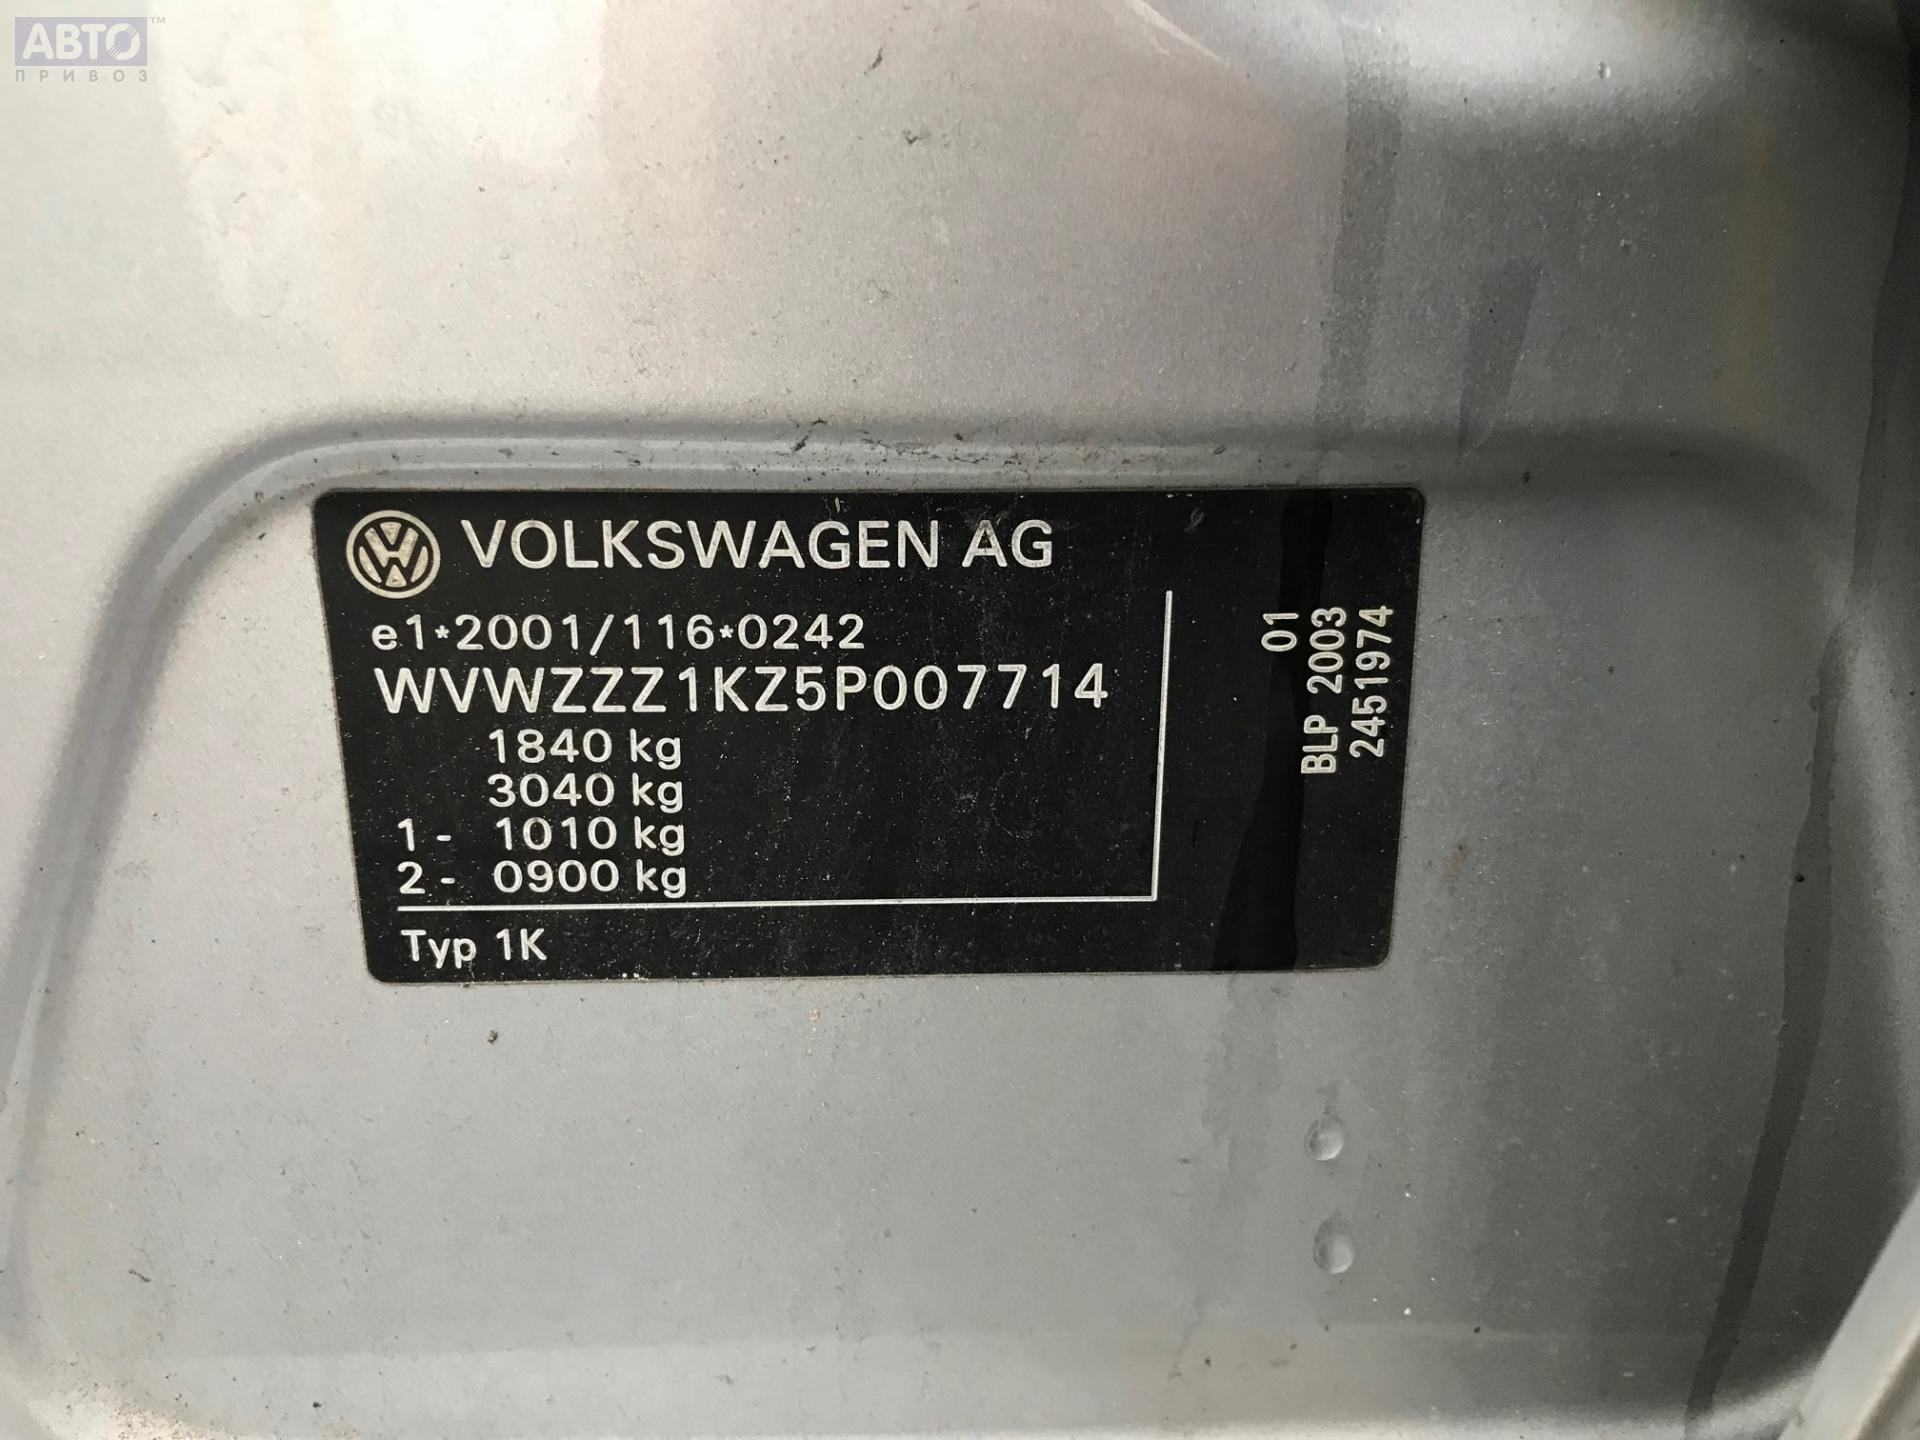 АВТО™
ПРИВОЗ
VOLKSWAGEN AG
e1*2001/116*0242
WVWZZZ1KZ5P007714
1840 kg
3040 kg
1- 1010 kg
2- 0900 kg
Typ 1K
01
BLP 2003
2451974